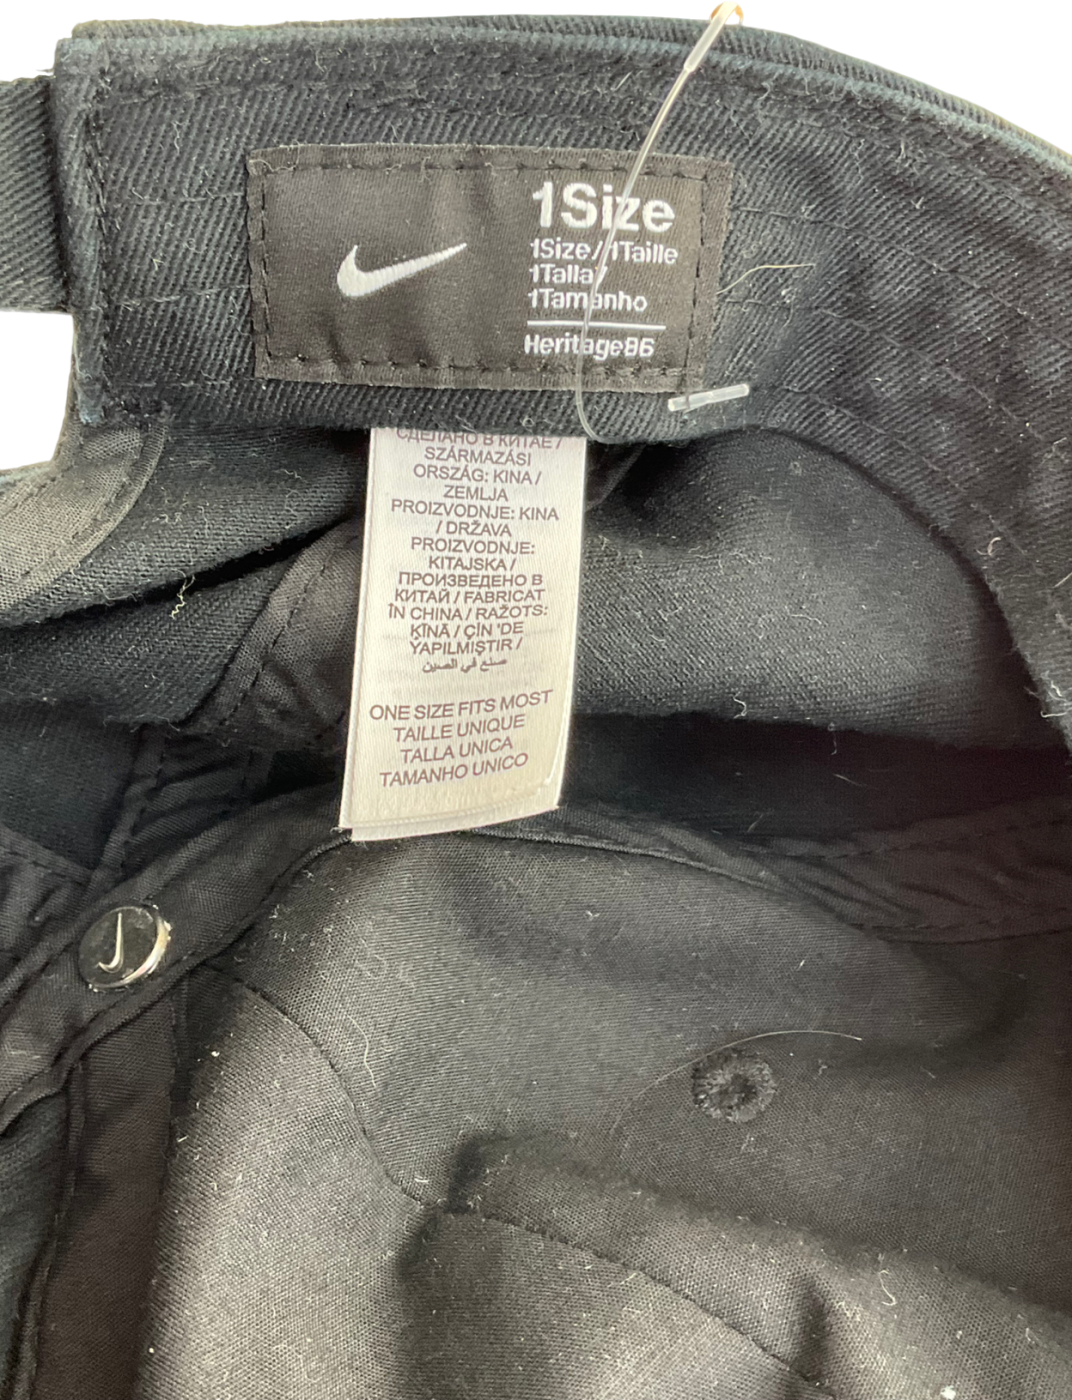 1Size
1Size/1Taille
1Talla/
1Tamanho
Heritage86
СДЕЛАНО В КИТАЕ /
SZÁRMAZÁSI
ORSZÁG: KINA /
ZEMLJA
PROIZVODNJE: KINA
/ DRŽAVA
PROIZVODNJE:
KITAJSKA /
ПРОИЗВЕДЕНО В
КИТАЙ / FABRICAT
ÎN CHINA / RAŽOTS:
ĶĪNĀ / ÇİN 'DE
YAPILMIŞTIR /
صنع في الصين
ONE SIZE FITS MOST
TAILLE UNIQUE
TALLA UNICA
TAMANHO UNICO